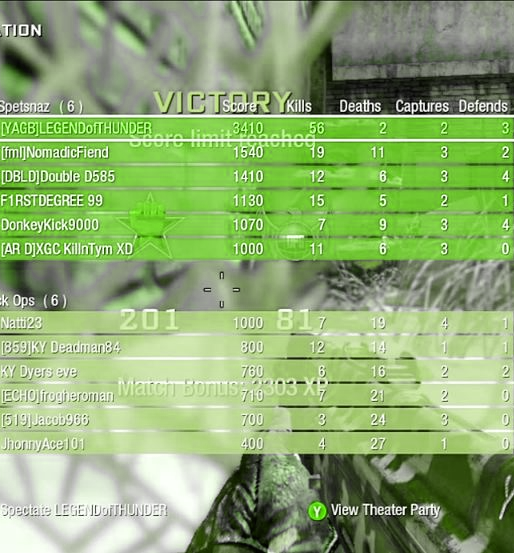 TION
VICTORY
Spetsnaz ( 6 ) Score Kills Deaths Captures Defends
[YAGB]LEGENDofTHUNDER 3410 56 2 2 3
Score limit reached
[fml]NomadicFiend 1540 19 11 3 2
[DBLD]Double D585 1410 12 6 3 4
F1RSTDEGREE 99 1130 15 5 2 1
DonkeyKick9000 1070 7 9 3 4
[AR D]XGC KillnTym XD 1000 11 6 3 0
ck Ops ( 6 )
201 81
Natti23 1000 7 19 4 1
[859]KY Deadman84 800 12 14 1 1
KY Dyers eve 760 6 16 2 2
Match Bonus: 3303 XP
[ECHO]frogheroman 710 7 21 2 0
[519]Jacob966 700 3 24 3 0
JhonnyAce101 400 4 27 1 0
Spectate LEGENDofTHUNDER Y View Theater Party